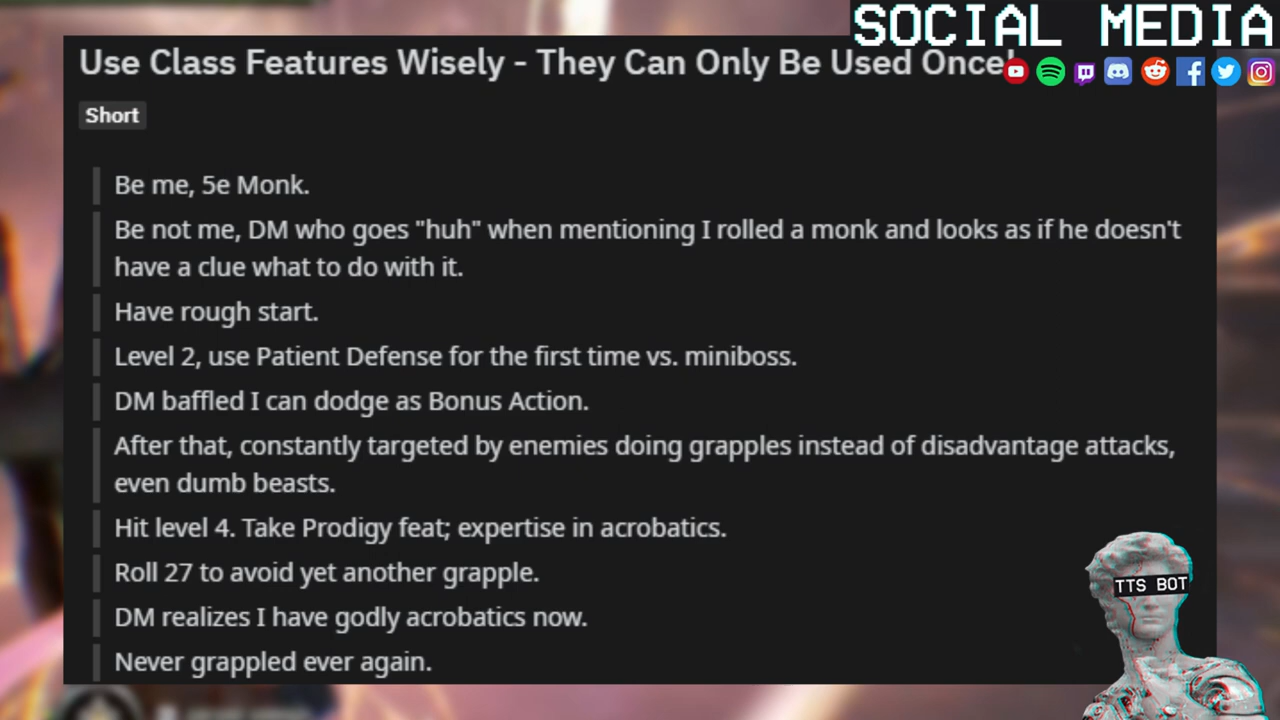 SOCIAL MEDIA
Use Class Features Wisely - They Can Only Be Used Once!
Short
Be me, 5e Monk.
Be not me, DM who goes "huh" when mentioning I rolled a monk and looks as if he doesn't
have a clue what to do with it.
Have rough start.
Level 2, use Patient Defense for the first time vs. miniboss.
DM baffled I can dodge as Bonus Action.
After that, constantly targeted by enemies doing grapples instead of disadvantage attacks,
even dumb beasts.
Hit level 4. Take Prodigy feat; expertise in acrobatics.
Roll 27 to avoid yet another grapple.
DM realizes I have godly acrobatics now.
Never grappled ever again.
TTS BOT